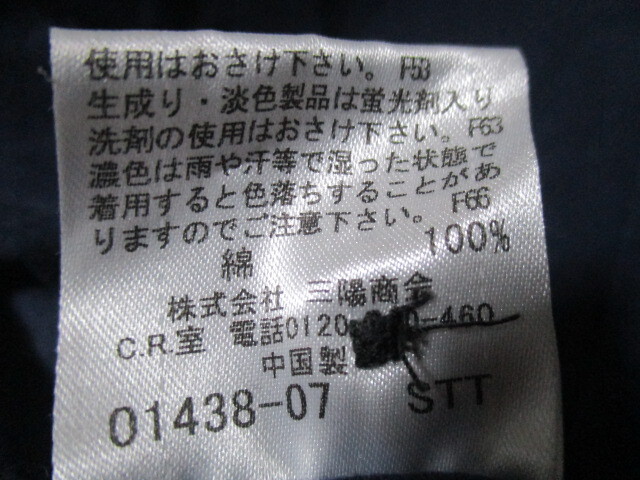 使用はおさけ下さい。 F53
生成り・淡色製品は蛍光剤入り
洗剤の使用はおさけ下さい。 F63
濃色は雨や汗等で湿った状態で
着用すると色落ちすることがあ
りますのでご注意下さい。 F66
綿 100%
株式会社 三陽商会
C.R.室 電話0120 -460
中国製
01438-07 STT